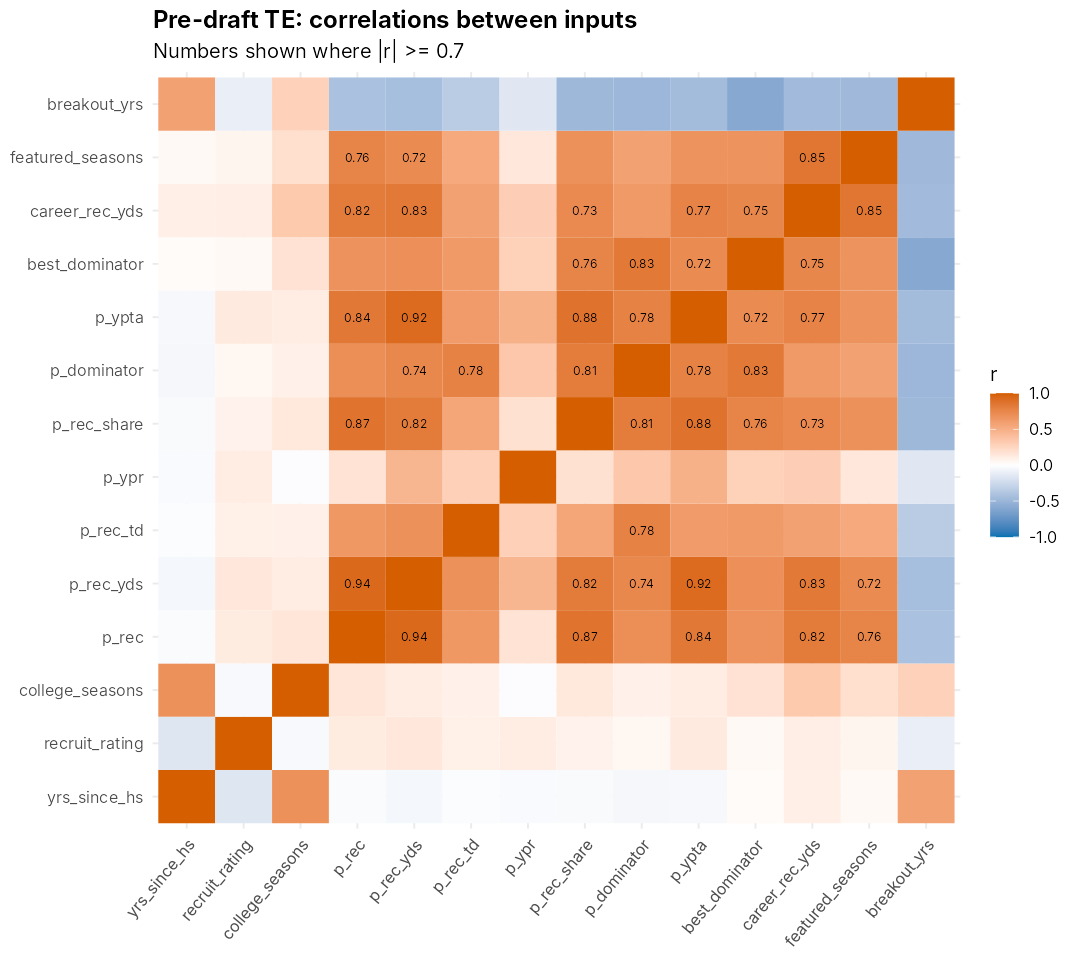 Pre-draft TE: correlations between inputs
Numbers shown where |r| >= 0.7
breakout_yrs
featured_seasons 0.76 0.72 0.85
career_rec_yds 0.82 0.83 0.73 0.77 0.75 0.85
best_dominator 0.76 0.83 0.72 0.75
p_ypta 0.84 0.92 0.88 0.78 0.72 0.77
p_dominator 0.74 0.78 0.81 0.78 0.83
p_rec_share 0.87 0.82 0.81 0.88 0.76 0.73
p_ypr
p_rec_td 0.78
p_rec_yds 0.94 0.82 0.74 0.92 0.83 0.72
p_rec 0.94 0.87 0.84 0.82 0.76
college_seasons
recruit_rating
yrs_since_hs
yrs_since_hs
recruit_rating
college_seasons
p_rec
p_rec_yds
p_rec_td
p_ypr
p_rec_share
p_dominator
p_ypta
best_dominator
career_rec_yds
featured_seasons
breakout_yrs
r
1.0
0.5
0.0
-0.5
-1.0